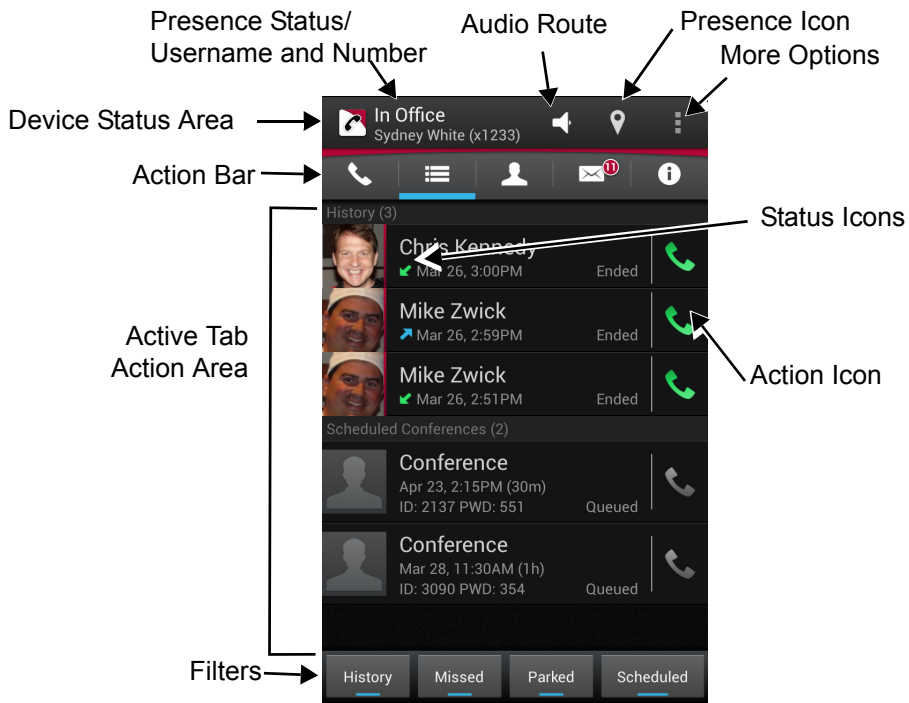 Presence Status/
Username and Number
Audio Route
Presence Icon
More Options
Device Status Area
In Office
Sydney White (x1233)
Action Bar
11
History (3)
Status Icons
Chris Kennedy
Mar 26, 3:00PM Ended
Mike Zwick
Mar 26, 2:59PM Ended
Active Tab
Action Area
Action Icon
Mike Zwick
Mar 26, 2:51PM Ended
Scheduled Conferences (2)
Conference
Apr 23, 2:15PM (30m)
ID: 2137 PWD: 551 Queued
Conference
Mar 28, 11:30AM (1h)
ID: 3090 PWD: 354 Queued
Filters
History Missed Parked Scheduled